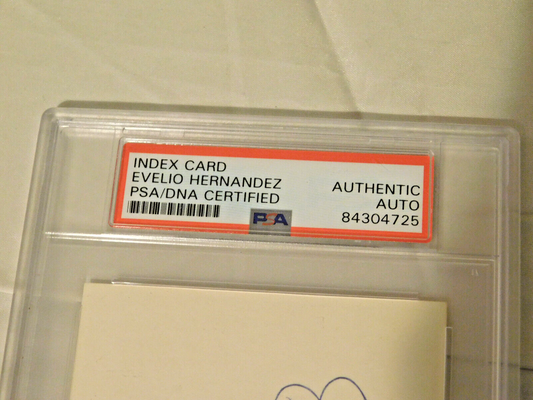 INDEX CARD
EVELIO HERNANDEZ
PSA/DNA CERTIFIED
AUTHENTIC
AUTO
84304725
PSA